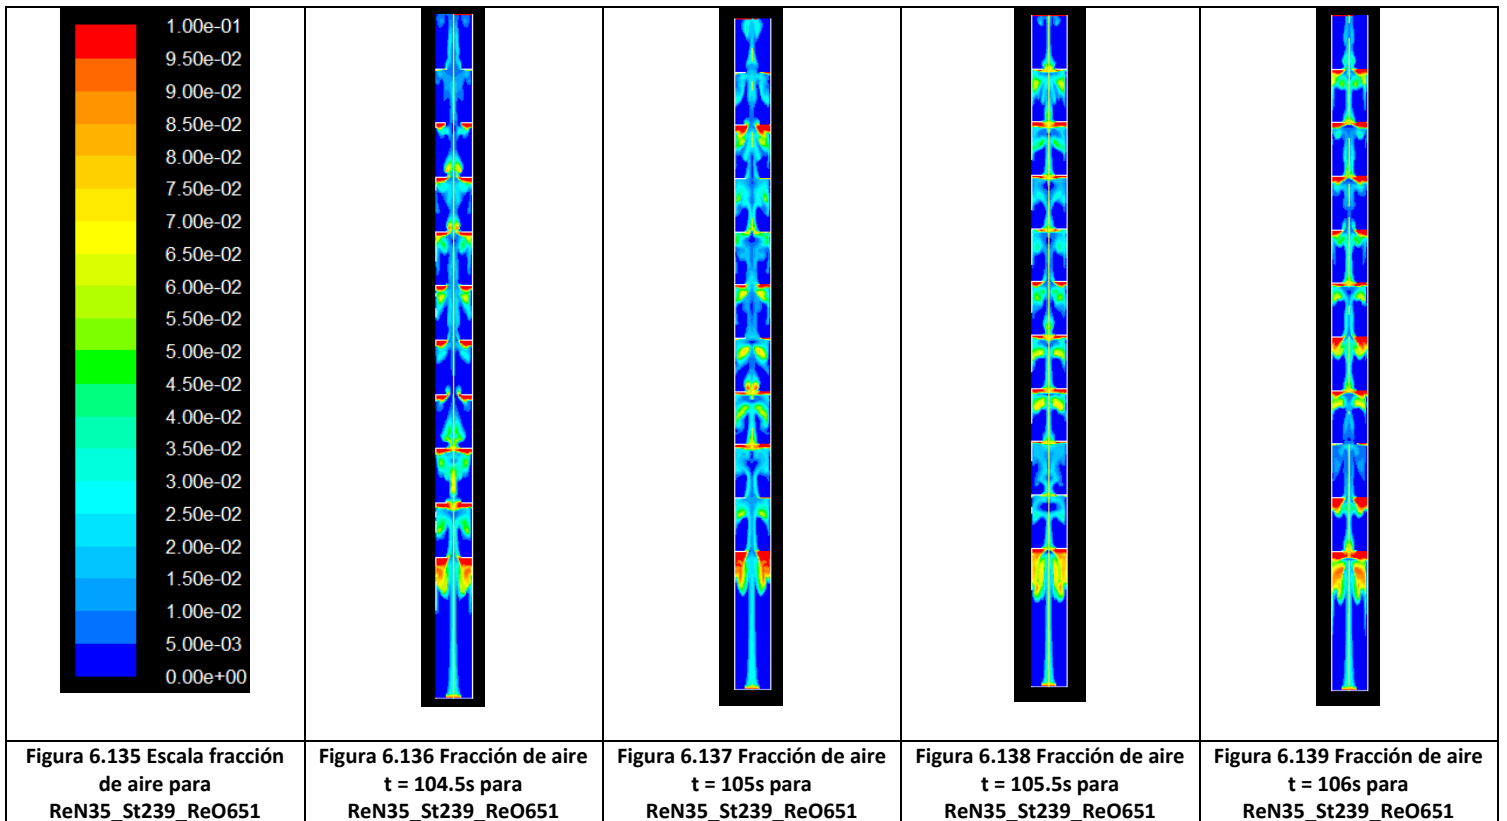 1.00e-01
9.50e-02
9.00e-02
8.50e-02
8.00e-02
7.50e-02
7.00e-02
6.50e-02
6.00e-02
5.50e-02
5.00e-02
4.50e-02
4.00e-02
3.50e-02
3.00e-02
2.50e-02
2.00e-02
1.50e-02
1.00e-02
5.00e-03
0.00e+00
Figura 6.135 Escala fracción
de aire para
ReN35_St239_ReO651
Figura 6.136 Fracción de aire
t = 104.5s para
ReN35_St239_ReO651
Figura 6.137 Fracción de aire
t = 105s para
ReN35_St239_ReO651
Figura 6.138 Fracción de aire
t = 105.5s para
ReN35_St239_ReO651
Figura 6.139 Fracción de aire
t = 106s para
ReN35_St239_ReO651